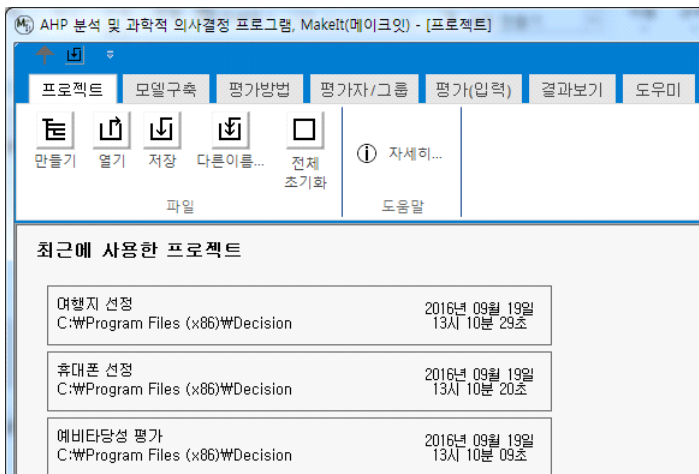 AHP 분석 및 과학적 의사결정 프로그램, MakeIt(메이크잇) - [프로젝트]
프로젝트 모델구축 평가방법 평가자/그룹 평가(입력) 결과보기 도우미
만들기 열기 저장 다른이름... 전체 초기화 자세히...
파일 도움말
최근에 사용한 프로젝트
여행지 선정 2016년 09월 19일
C:₩Program Files (x86)₩Decision 13시 10분 29초
휴대폰 선정 2016년 09월 19일
C:₩Program Files (x86)₩Decision 13시 10분 20초
예비타당성 평가 2016년 09월 19일
C:₩Program Files (x86)₩Decision 13시 10분 09초